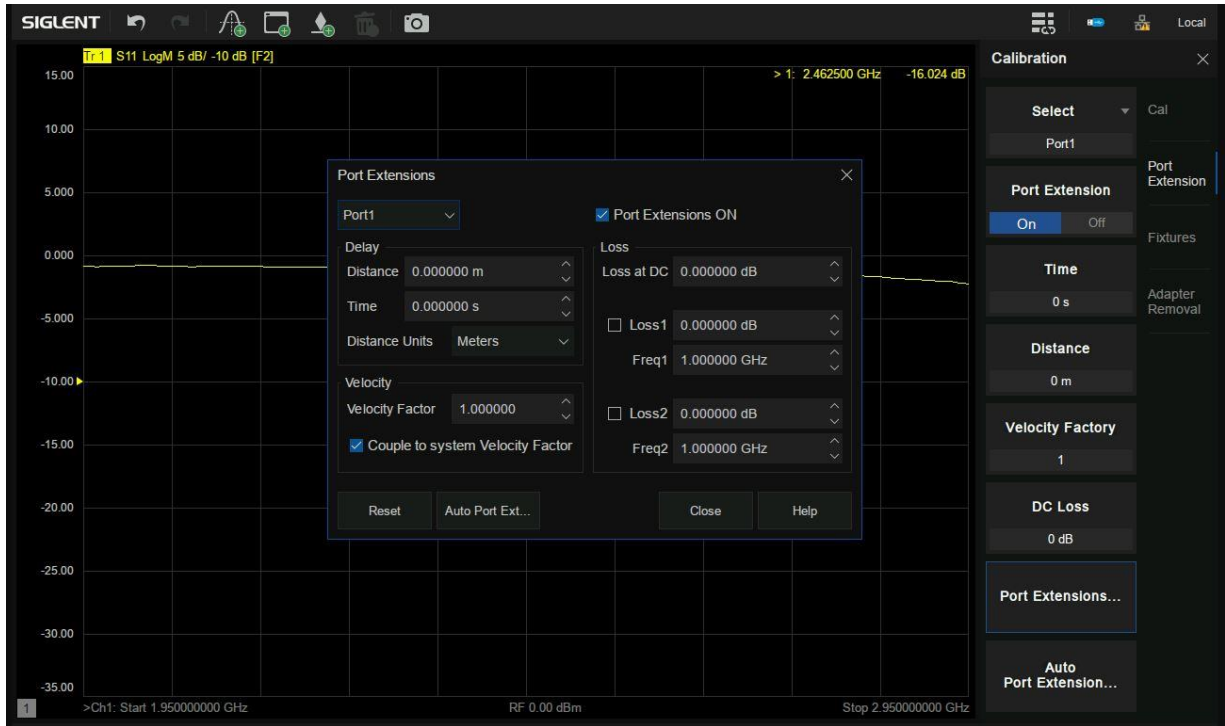 SIGLENT
Local
Tr 1 S11 LogM 5 dB/ -10 dB [F2]
> 1: 2.462500 GHz -16.024 dB
15.00
10.00
5.000
0.000
-5.000
-10.00
-15.00
-20.00
-25.00
-30.00
-35.00
1
>Ch1: Start 1.950000000 GHz
RF 0.00 dBm
Stop 2.950000000 GHz
Port Extensions
Port1
Port Extensions ON
Delay
Distance 0.000000 m
Time 0.000000 s
Distance Units Meters
Velocity
Velocity Factor 1.000000
Couple to system Velocity Factor
Loss
Loss at DC 0.000000 dB
Loss1 0.000000 dB
Freq1 1.000000 GHz
Loss2 0.000000 dB
Freq2 1.000000 GHz
Reset
Auto Port Ext...
Close
Help
Calibration
Select
Port1
Port Extension
On Off
Time
0 s
Distance
0 m
Velocity Factory
1
DC Loss
0 dB
Port Extensions...
Auto
Port Extension...
Cal
Port
Extension
Fixtures
Adapter
Removal